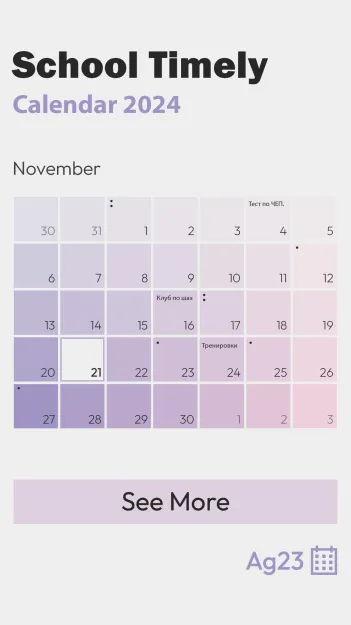 School Timely
Calendar 2024
November
:
Тест по ЧЕП.
30 31 1 2 3 4 5
6 7 8 9 10 11 12
Клуб по шах :
13 14 15 16 17 18 19
Тренировки
20 21 22 23 24 25 26
27 28 29 30 1 2 3
See More
Ag23